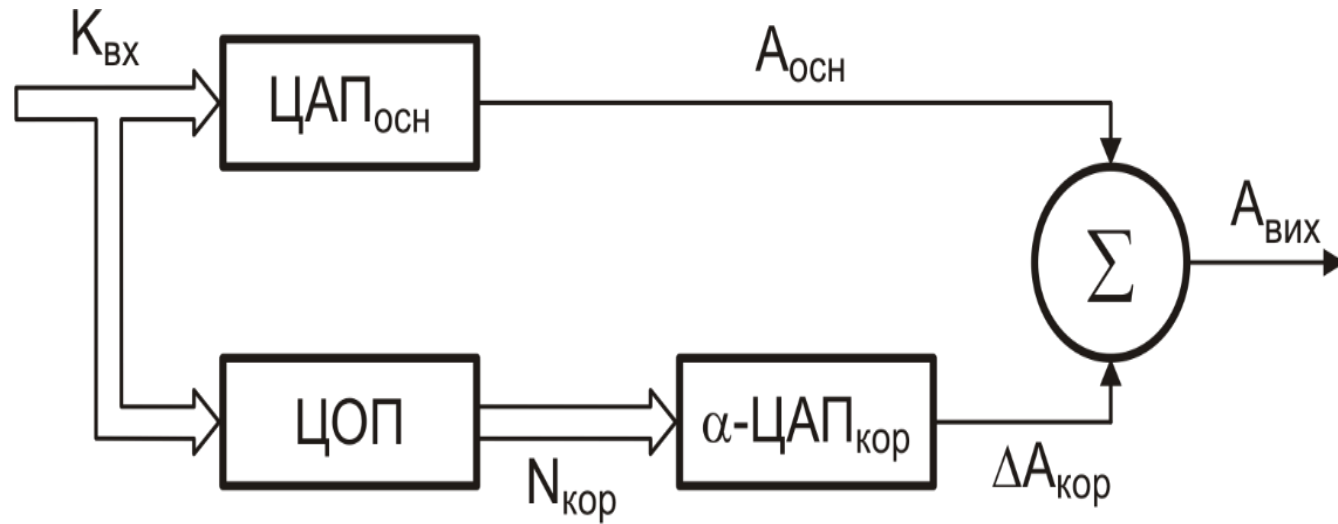 Kвх
ЦАПосн
Aосн
Σ
Aвих
ЦОП
Nкор
α-ЦАПкор
ΔAкор